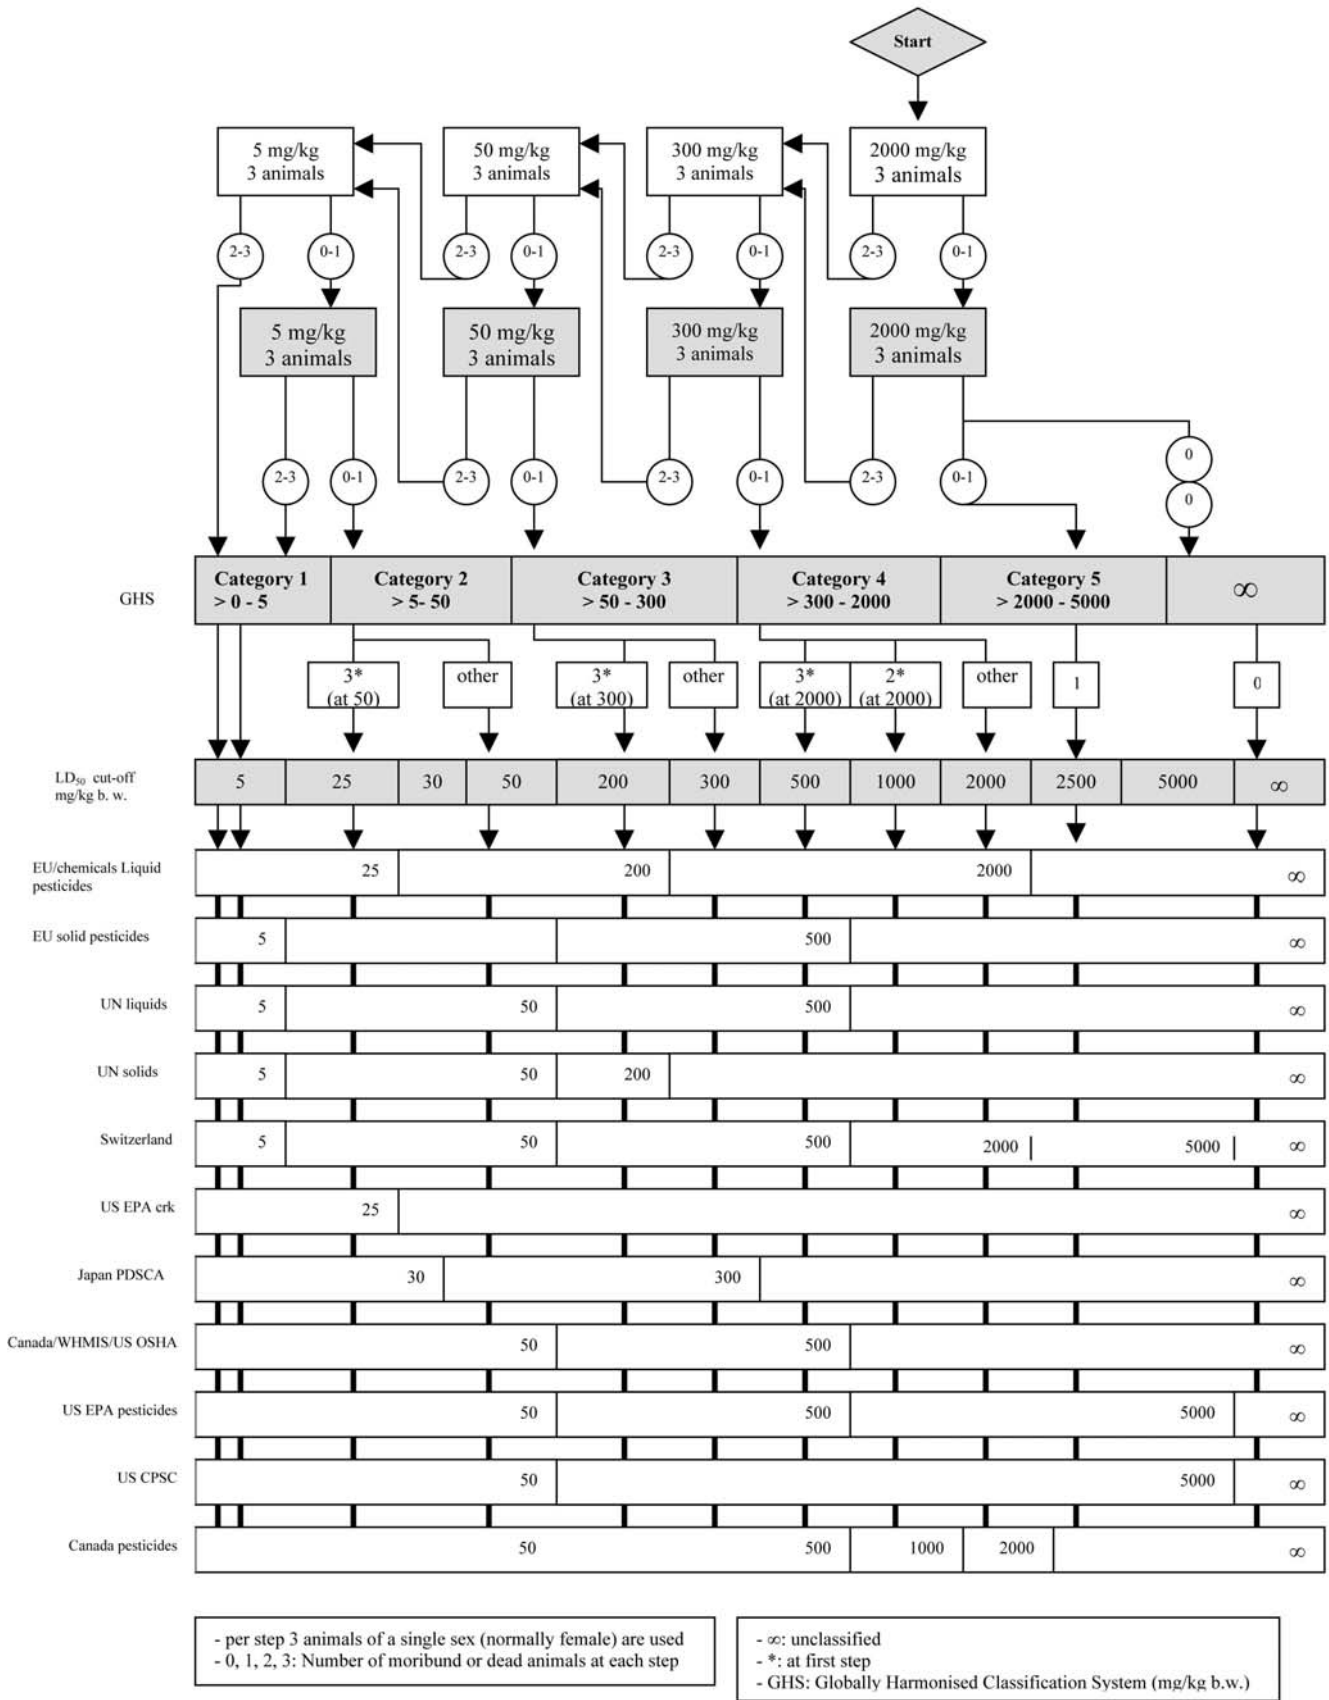 Start
5 mg/kg
3 animals
50 mg/kg
3 animals
300 mg/kg
3 animals
2000 mg/kg
3 animals
2-3
0-1
2-3
0-1
2-3
0-1
2-3
0-1
5 mg/kg
3 animals
50 mg/kg
3 animals
300 mg/kg
3 animals
2000 mg/kg
3 animals
2-3
0-1
2-3
0-1
2-3
0-1
2-3
0-1
0
0
GHS
Category 1
> 0 - 5
Category 2
> 5- 50
Category 3
> 50 - 300
Category 4
> 300 - 2000
Category 5
> 2000 - 5000
∞
3*
(at 50)
other
3*
(at 300)
other
3*
(at 2000)
2*
(at 2000)
other
1
0
LD₅₀ cut-off
mg/kg b. w.
5 25 30 50 200 300 500 1000 2000 2500 5000 ∞
EU/chemicals Liquid
pesticides
25 200 2000 ∞
EU solid pesticides 5 500 ∞
UN liquids 5 50 500 ∞
UN solids 5 50 200 ∞
Switzerland 5 50 500 2000 5000 ∞
US EPA crk 25 ∞
Japan PDSCA 30 300 ∞
Canada/WHMIS/US OSHA 50 500 ∞
US EPA pesticides 50 500 5000 ∞
US CPSC 50 5000 ∞
Canada pesticides 50 500 1000 2000 ∞
- per step 3 animals of a single sex (normally female) are used
- 0, 1, 2, 3: Number of moribund or dead animals at each step
- ∞: unclassified
- *: at first step
- GHS: Globally Harmonised Classification System (mg/kg b.w.)